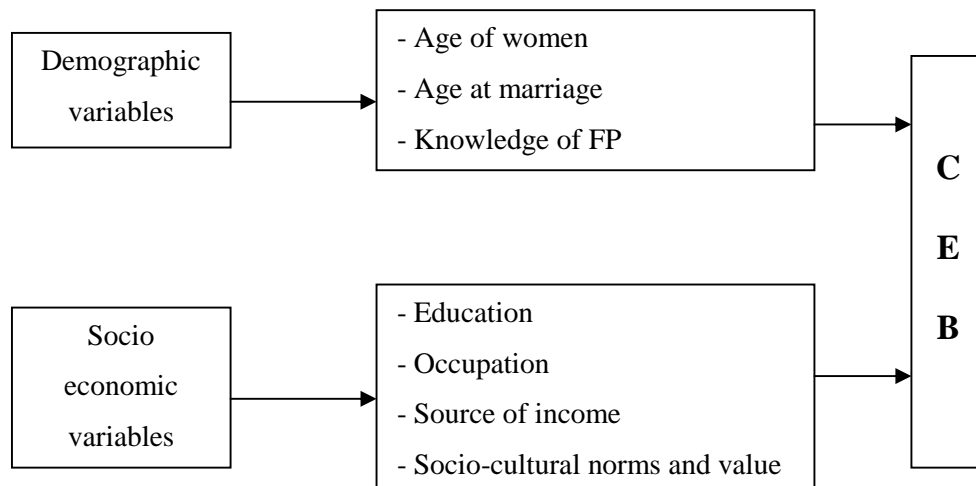 Demographic
variables
- Age of women
- Age at marriage
- Knowledge of FP
Socio
economic
variables
- Education
- Occupation
- Source of income
- Socio-cultural norms and value
C
E
B